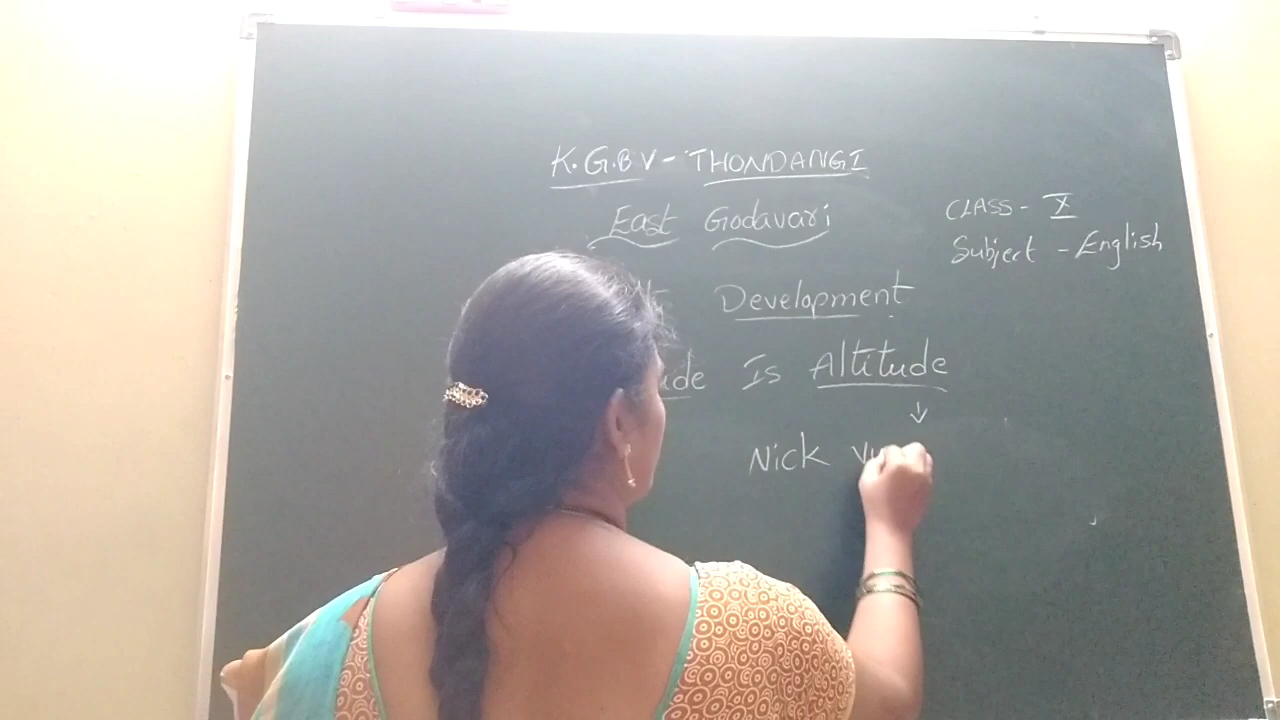 K.G.B V - THONDANGI
East Godavari
CLASS - X
Subject - English
Development
Is Altitude
↓
Nick